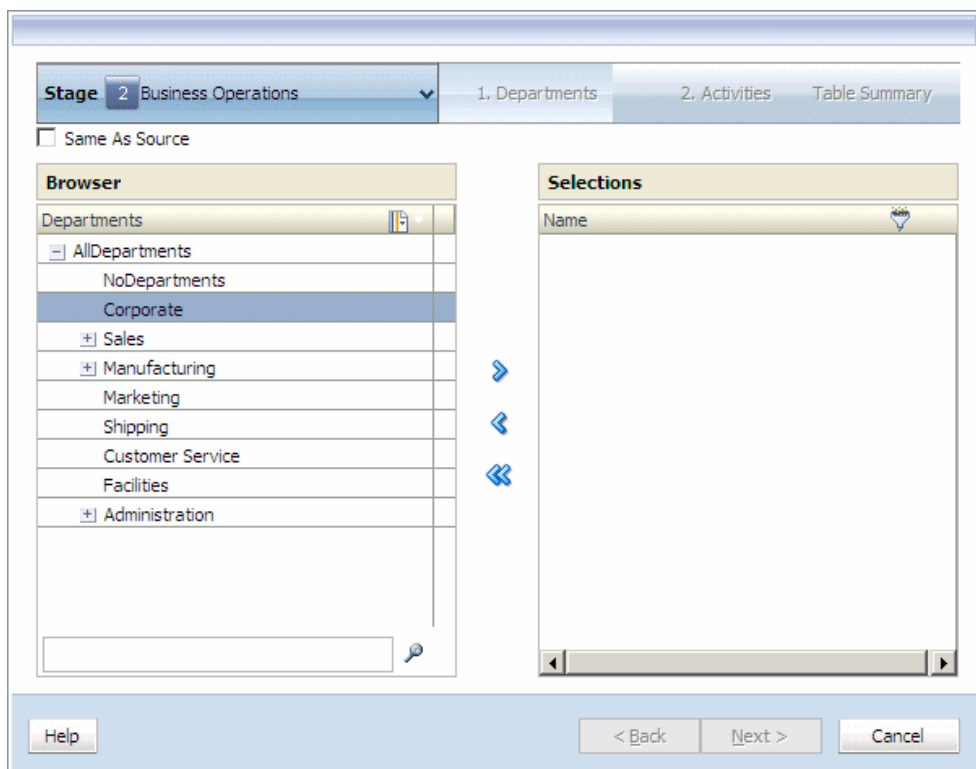 Stage 2 Business Operations 1. Departments 2. Activities Table Summary
Same As Source
Browser Selections
Departments Name
AllDepartments
NoDepartments
Corporate
Sales
Manufacturing
Marketing
Shipping
Customer Service
Facilities
Administration
Help < Back Next > Cancel